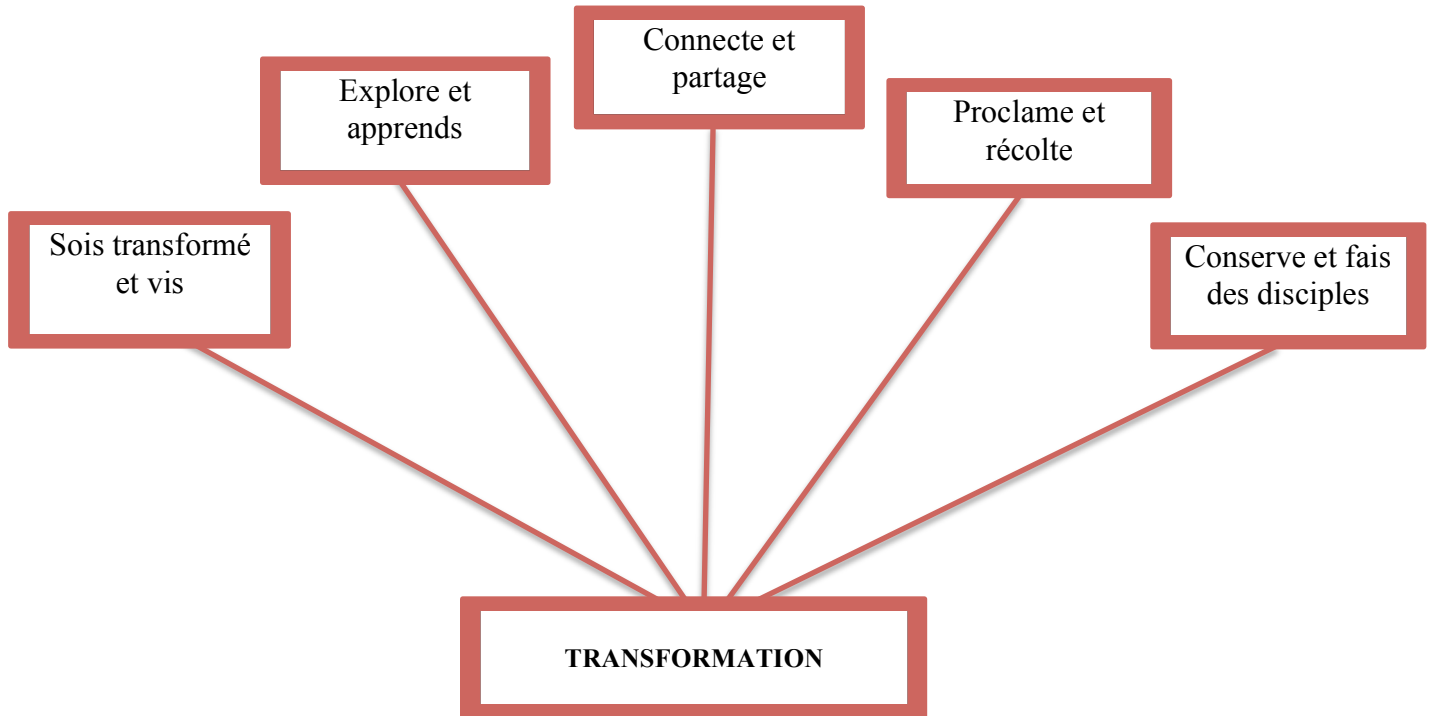 Sois transformé
et vis
Explore et
apprends
Connecte et
partage
Proclame et
récolte
Conserve et fais
des disciples
TRANSFORMATION